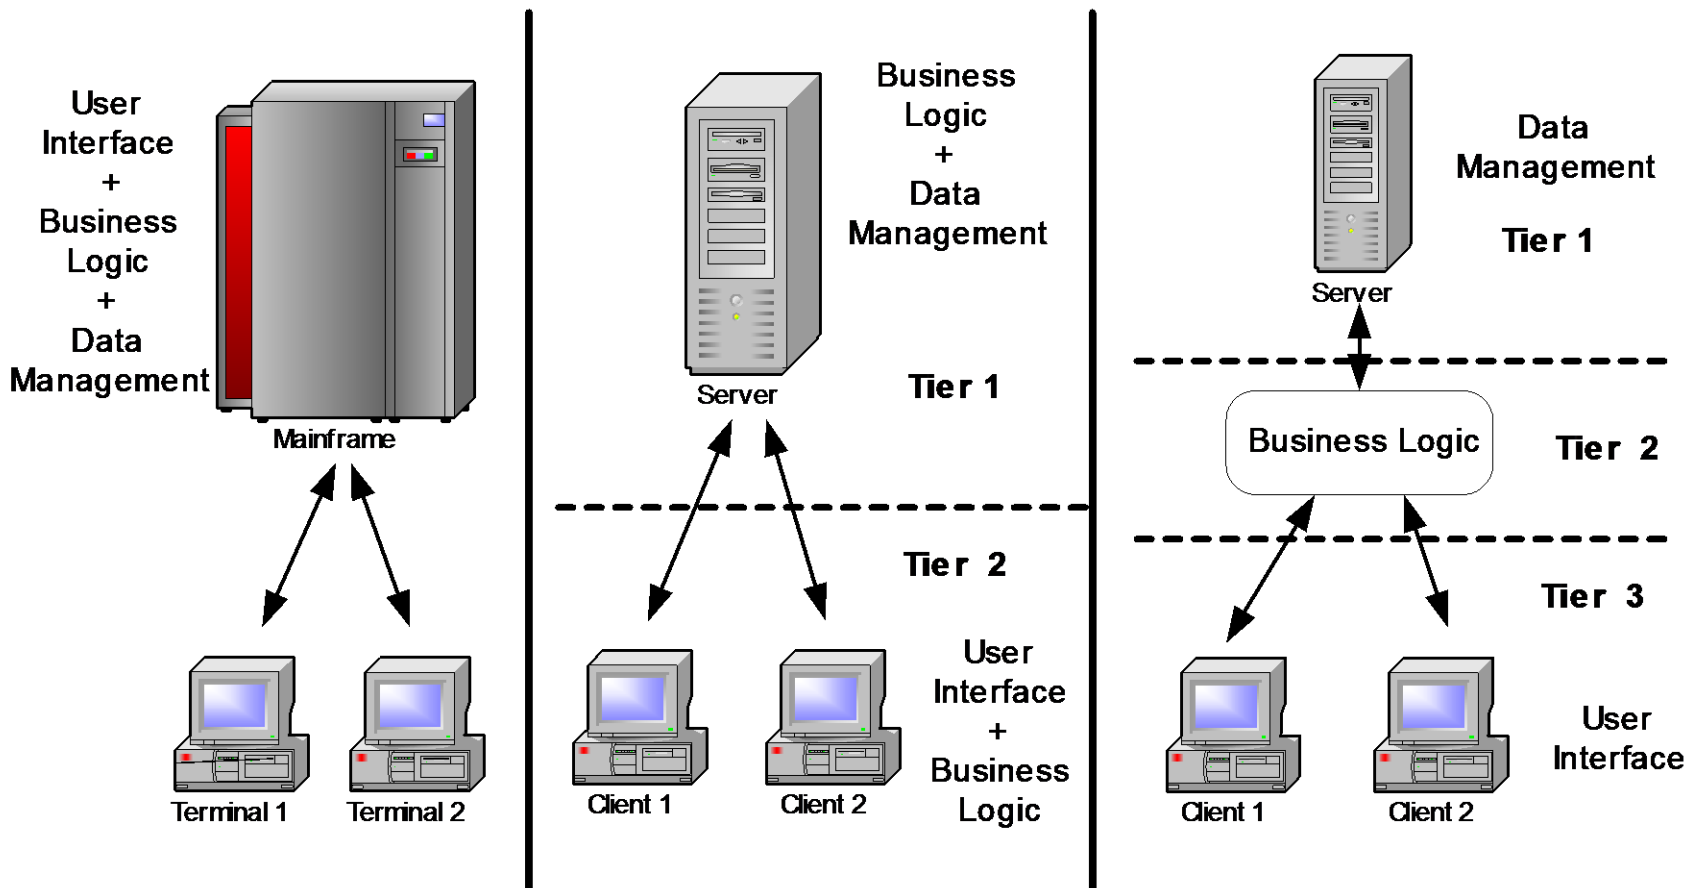 User
Interface
+
Business
Logic
+
Data
Management
Mainframe
Terminal 1
Terminal 2
Business
Logic
+
Data
Management
Server
Tier 1
Tier 2
User
Interface
+
Business
Logic
Client 1
Client 2
Data
Management
Tier 1
Server
Business Logic
Tier 2
Tier 3
User
Interface
Client 1
Client 2